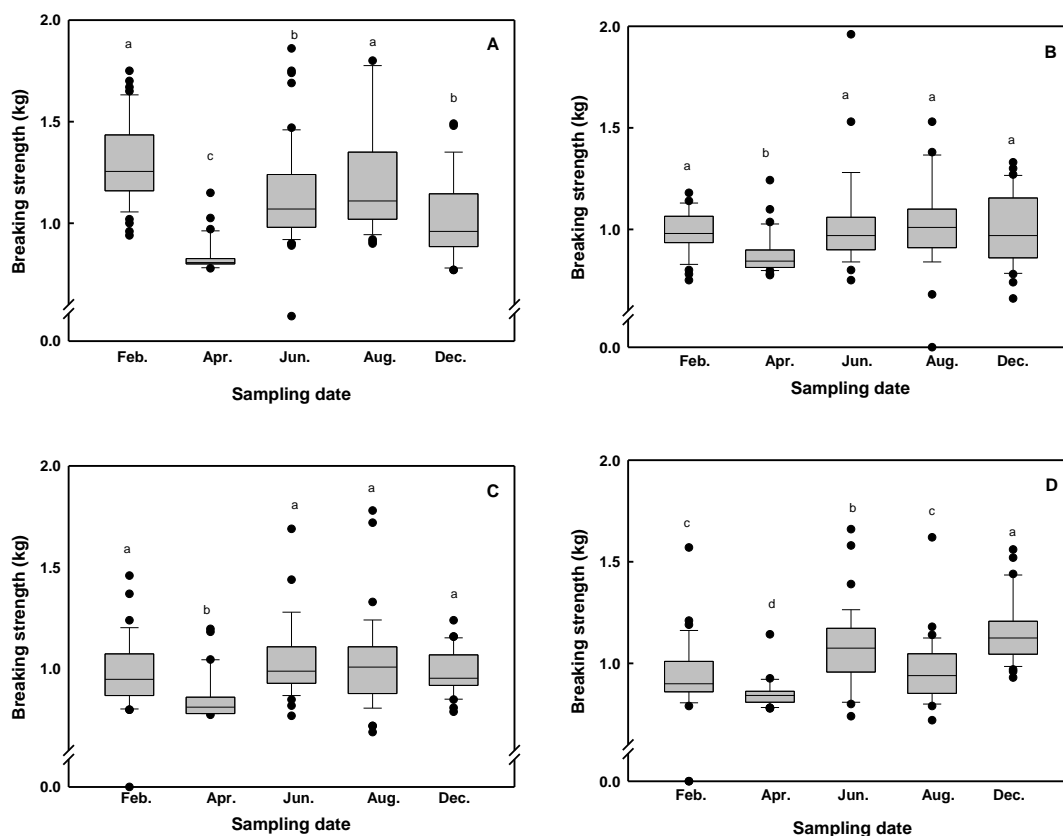 2.0
A
a
b
a
b
c
1.5
1.0
0.0
Breaking strength (kg)
Feb. Apr. Jun. Aug. Dec.
Sampling date
2.0
B
a
a
a
a
b
1.5
1.0
0.0
Breaking strength (kg)
Feb. Apr. Jun. Aug. Dec.
Sampling date
2.0
C
a
a
a
a
b
1.5
1.0
0.0
Breaking strength (kg)
Feb. Apr. Jun. Aug. Dec.
Sampling date
2.0
D
c
b
c
a
d
1.5
1.0
0.0
Breaking strength (kg)
Feb. Apr. Jun. Aug. Dec.
Sampling date